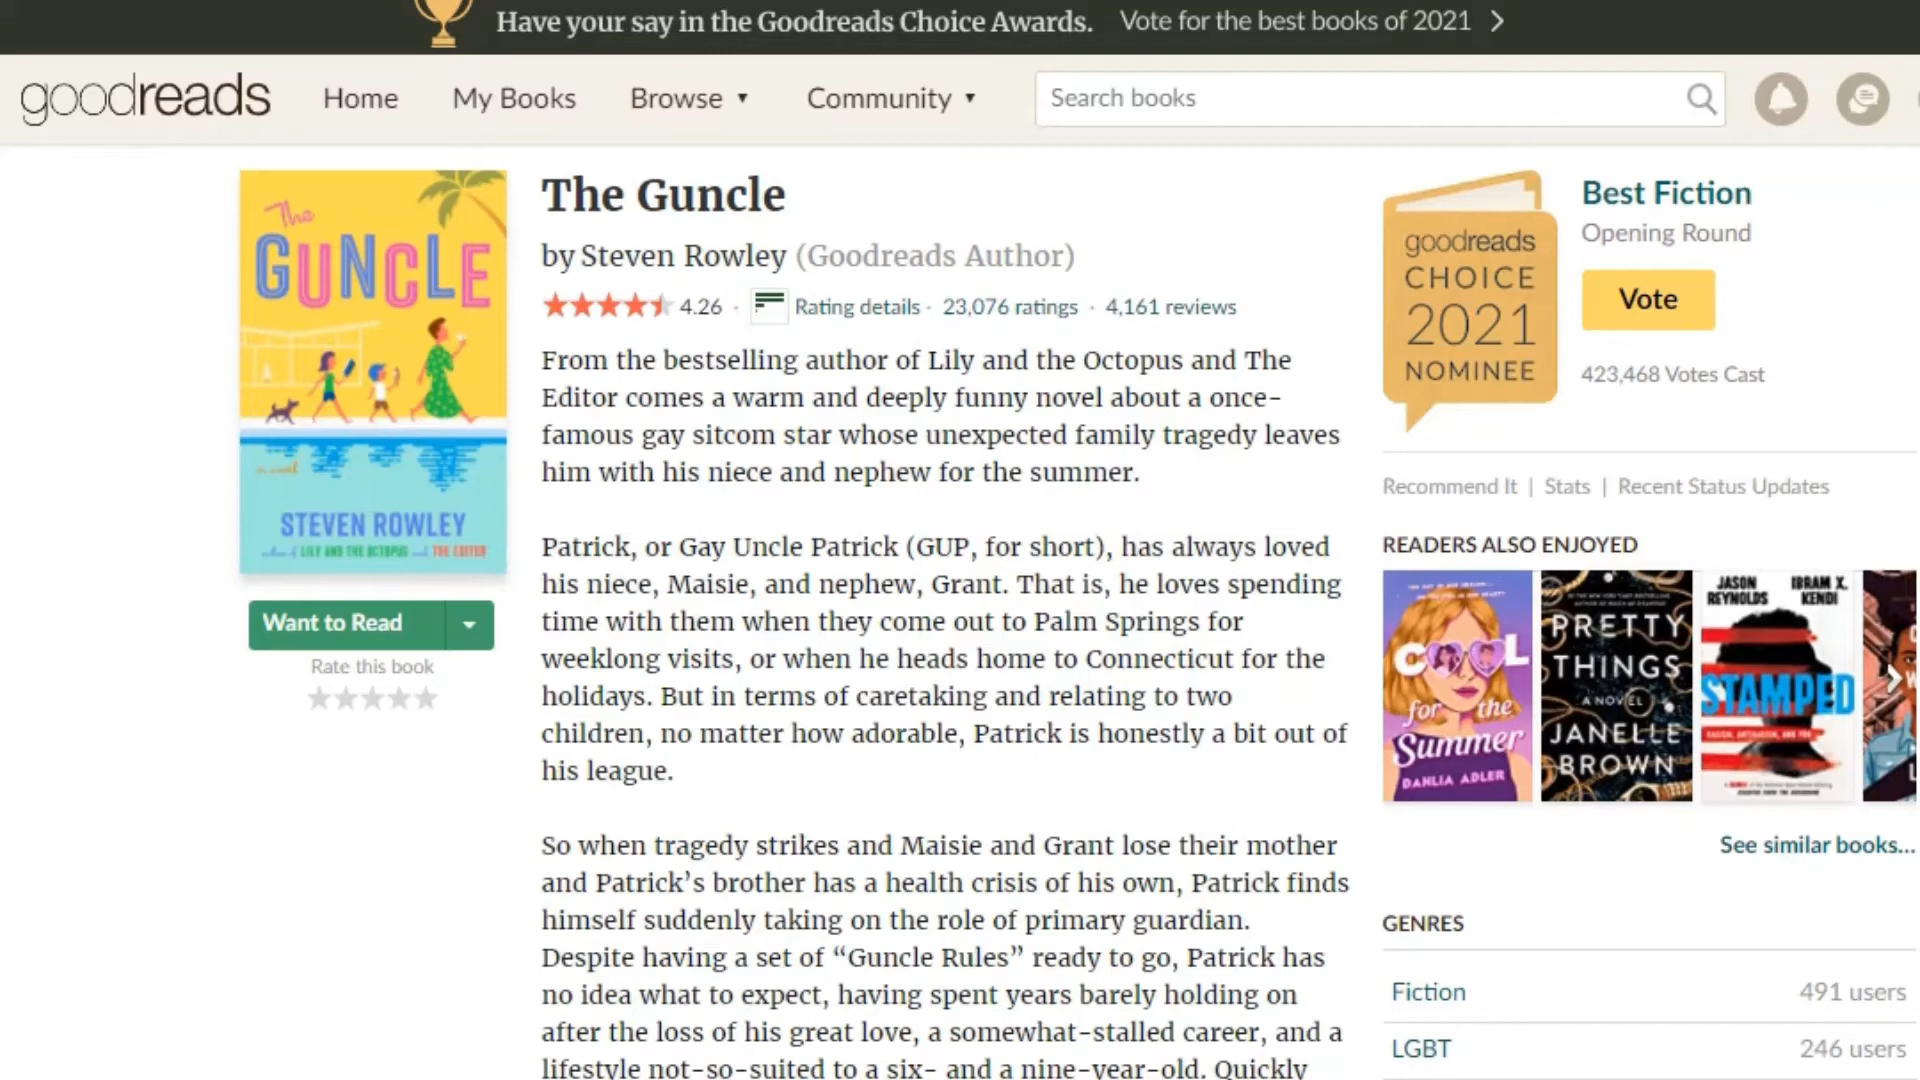 Have your say in the Goodreads Choice Awards. Vote for the best books of 2021
goodreads Home My Books Browse Community Search books
The
GUNCLE
a novel
STEVEN ROWLEY
author of LILY AND THE OCTOPUS and THE EDITOR
Want to Read
Rate this book
The Guncle
by Steven Rowley (Goodreads Author)
4.26 · Rating details · 23,076 ratings · 4,161 reviews
From the bestselling author of Lily and the Octopus and The
Editor comes a warm and deeply funny novel about a once-
famous gay sitcom star whose unexpected family tragedy leaves
him with his niece and nephew for the summer.
Patrick, or Gay Uncle Patrick (GUP, for short), has always loved
his niece, Maisie, and nephew, Grant. That is, he loves spending
time with them when they come out to Palm Springs for
weeklong visits, or when he heads home to Connecticut for the
holidays. But in terms of caretaking and relating to two
children, no matter how adorable, Patrick is honestly a bit out of
his league.
So when tragedy strikes and Maisie and Grant lose their mother
and Patrick’s brother has a health crisis of his own, Patrick finds
himself suddenly taking on the role of primary guardian.
Despite having a set of “Guncle Rules” ready to go, Patrick has
no idea what to expect, having spent years barely holding on
after the loss of his great love, a somewhat-stalled career, and a
lifestyle not-so-suited to a six- and a nine-year-old. Quickly
goodreads
CHOICE
2021
NOMINEE
Best Fiction
Opening Round
Vote
423,468 Votes Cast
Recommend It | Stats | Recent Status Updates
READERS ALSO ENJOYED
COOL
for the
Summer
DAHLIA ADLER
PRETTY
THINGS
A NOVEL
JANELLE
BROWN
JASON REYNOLDS
IBRAM X. KENDI
STAMPED
RACISM, ANTIRACISM, AND YOU
See similar books…
GENRES
Fiction 491 users
LGBT 246 users